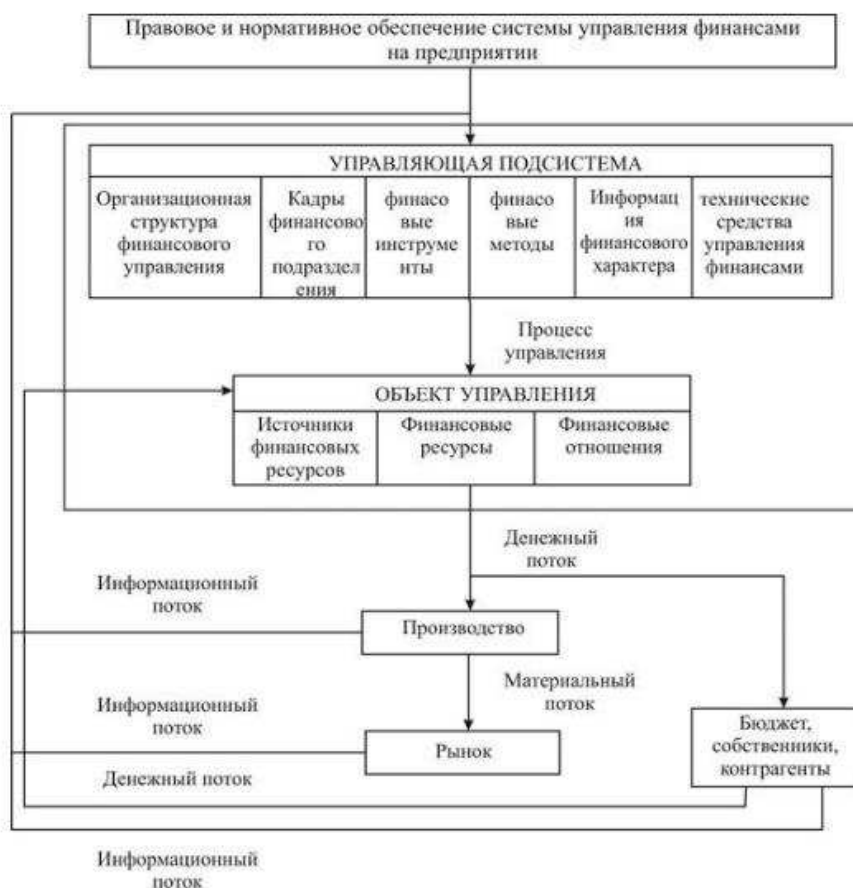 Правовое и нормативное обеспечение системы управления финансами
на предприятии
УПРАВЛЯЮЩАЯ ПОДСИСТЕМА
Организационная
структура
финансового
управления
Кадры
финансово
го
подраздел
ения
финасо
вые
инструме
нты
финасо
вые
методы
Информац
ия
финансового
характера
технические
средства
управления
финансами
Процесс
управления
ОБЪЕКТ УПРАВЛЕНИЯ
Источники
финансовых
ресурсов
Финансовые
ресурсы
Финансовые
отношения
Денежный
поток
Информационный
поток
Производство
Материальный
поток
Информационный
поток
Рынок
Бюджет,
собственники,
контрагенты
Денежный поток
Информационный
поток